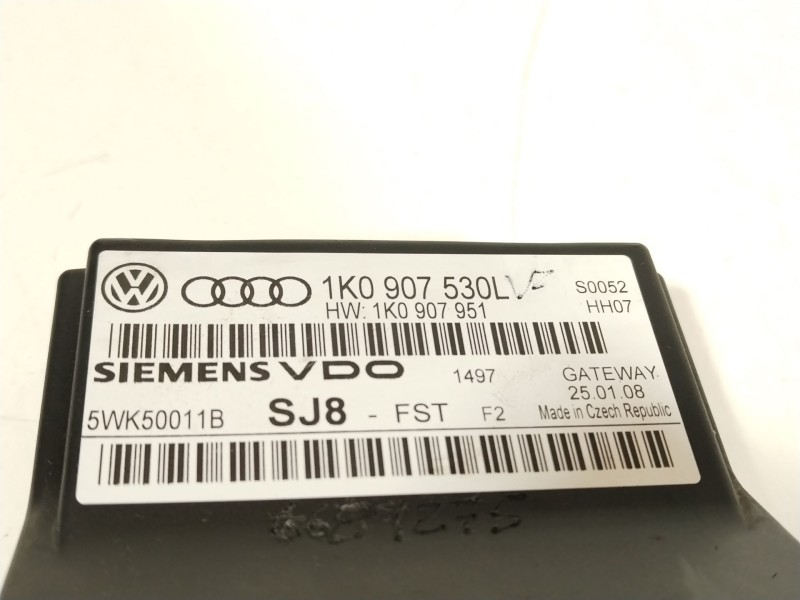 1K0 907 530L VF S0052
HW: 1K0 907 951 HH07
SIEMENS VDO 1497 GATEWAY
25.01.08
5WK50011B SJ8 - FST F2 Made in Czech Republic